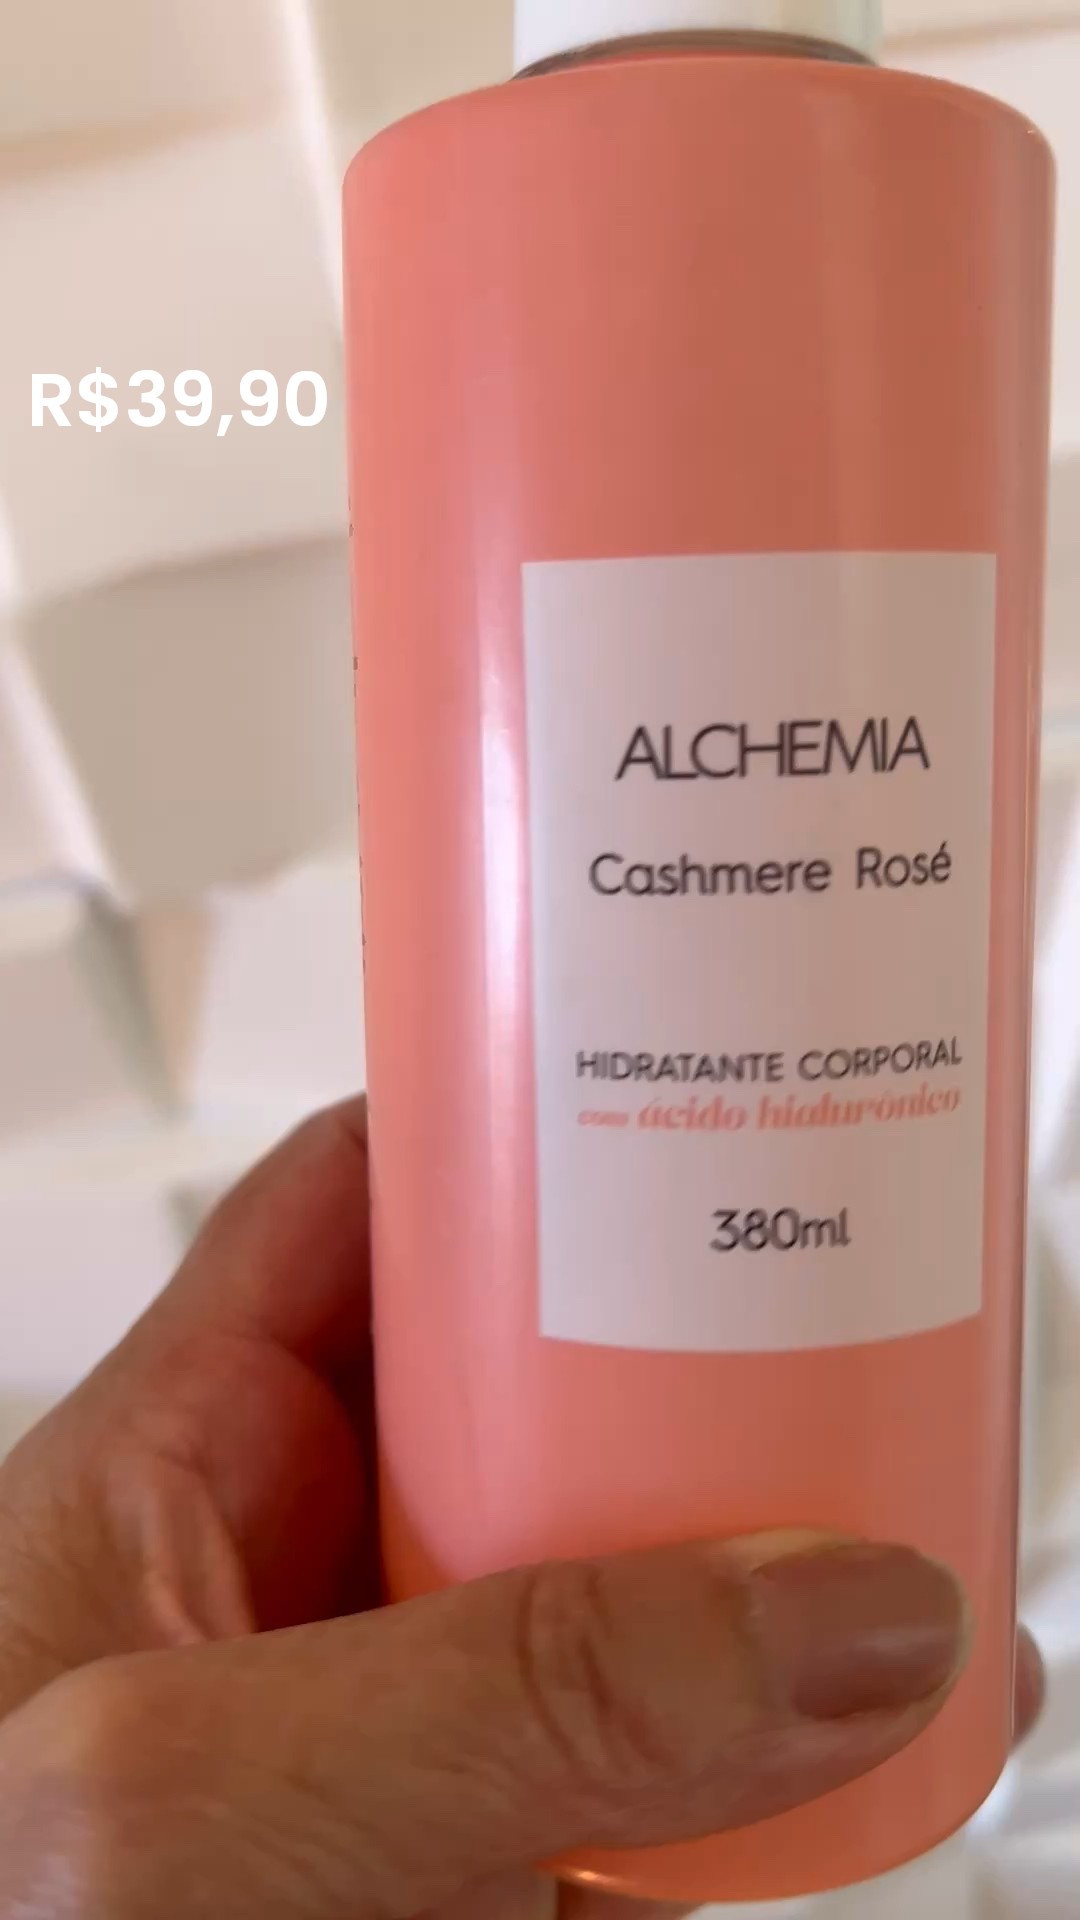 R$39,90
ALCHEMIA
Cashmere Rosé
HIDRATANTE CORPORAL
com ácido hialurônico
380ml